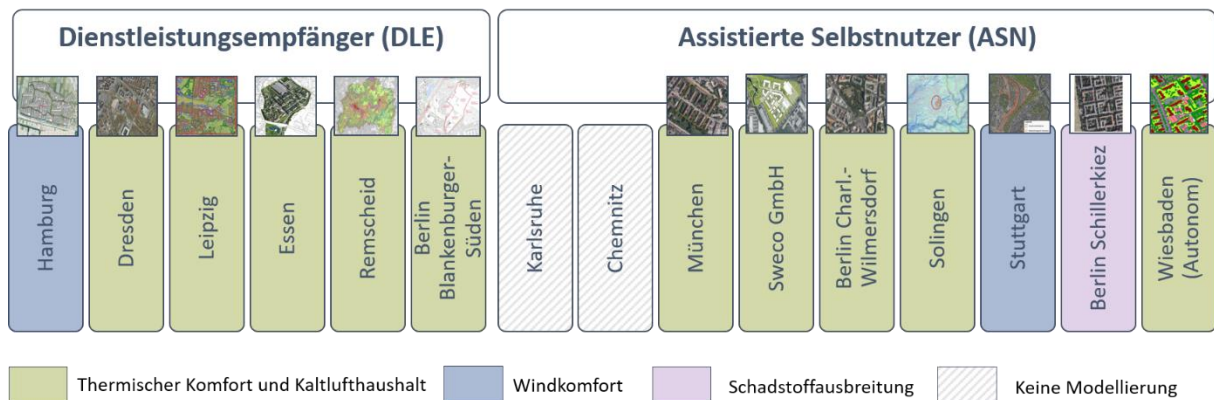 Dienstleistungsempfänger (DLE)
Assistierte Selbstnutzer (ASN)
Hamburg
Dresden
Leipzig
Essen
Remscheid
Berlin
Blankenburger-
Süden
Karlsruhe
Chemnitz
München
Sweco GmbH
Berlin Charl.-
Wilmersdorf
Solingen
Stuttgart
Berlin Schillerkiez
Wiesbaden
(Autonom)
Thermischer Komfort und Kaltlufthaushalt
Windkomfort
Schadstoffausbreitung
Keine Modellierung